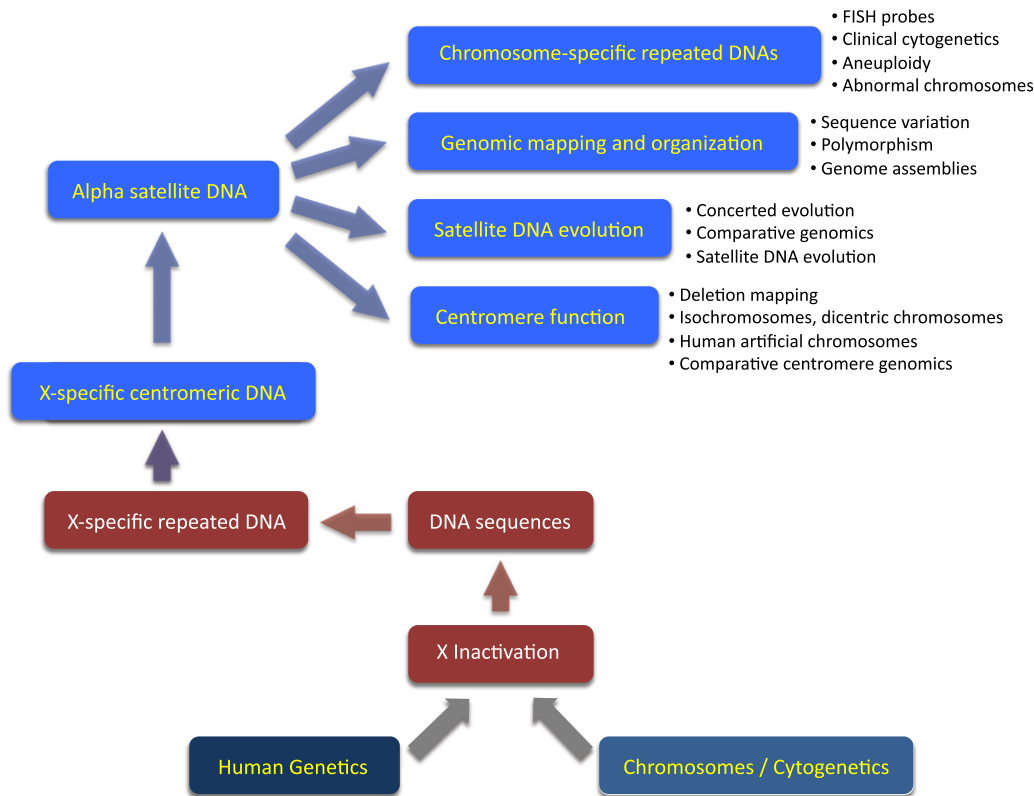 Chromosome-specific repeated DNAs
• FISH probes
• Clinical cytogenetics
• Aneuploidy
• Abnormal chromosomes
Genomic mapping and organization
• Sequence variation
• Polymorphism
• Genome assemblies
Alpha satellite DNA
Satellite DNA evolution
• Concerted evolution
• Comparative genomics
• Satellite DNA evolution
Centromere function
• Deletion mapping
• Isochromosomes, dicentric chromosomes
• Human artificial chromosomes
• Comparative centromere genomics
X-specific centromeric DNA
X-specific repeated DNA
DNA sequences
X Inactivation
Human Genetics
Chromosomes / Cytogenetics